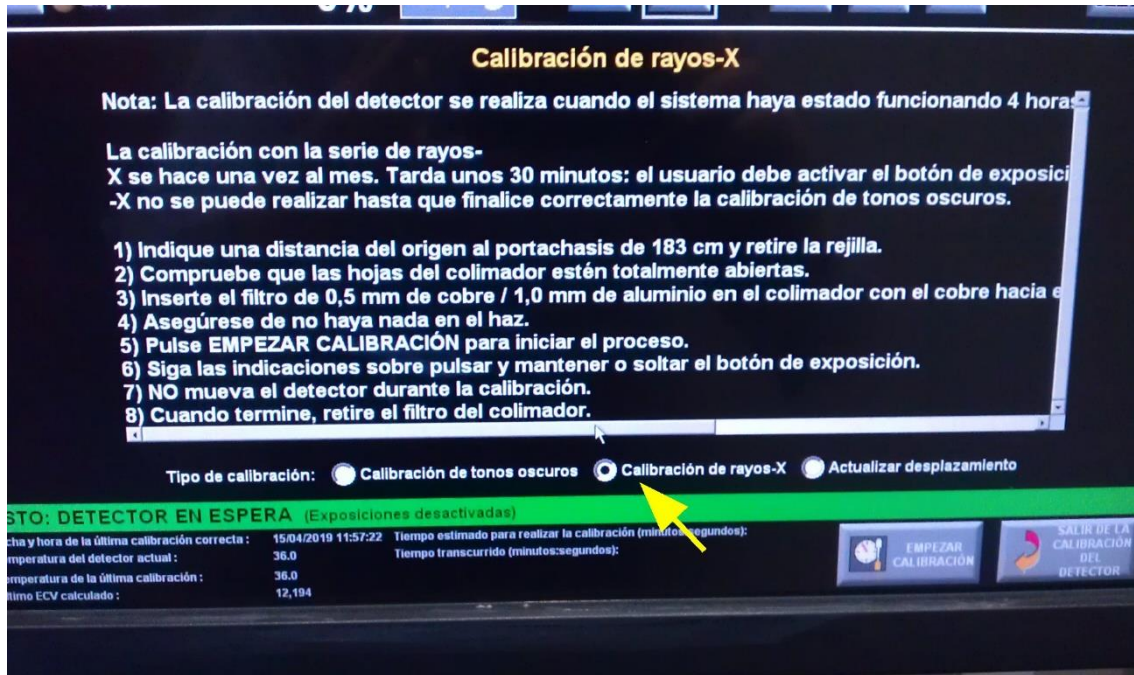 Calibración de rayos-X
Nota: La calibración del detector se realiza cuando el sistema haya estado funcionando 4 horas
La calibración con la serie de rayos-
X se hace una vez al mes. Tarda unos 30 minutos: el usuario debe activar el botón de exposici
-X no se puede realizar hasta que finalice correctamente la calibración de tonos oscuros.
1) Indique una distancia del origen al portachasis de 183 cm y retire la rejilla.
2) Compruebe que las hojas del colimador estén totalmente abiertas.
3) Inserte el filtro de 0,5 mm de cobre / 1,0 mm de aluminio en el colimador con el cobre hacia e
4) Asegúrese de no haya nada en el haz.
5) Pulse EMPEZAR CALIBRACIÓN para iniciar el proceso.
6) Siga las indicaciones sobre pulsar y mantener o soltar el botón de exposición.
7) NO mueva el detector durante la calibración.
8) Cuando termine, retire el filtro del colimador.
Tipo de calibración: Calibración de tonos oscuros Calibración de rayos-X Actualizar desplazamiento
STO: DETECTOR EN ESPERA (Exposiciones desactivadas)
cha y hora de la última calibración correcta : 15/04/2019 11:57:22 Tiempo estimado para realizar la calibración (minutos:segundos):
emperatura del detector actual : 36.0 Tiempo transcurrido (minutos:segundos):
emperatura de la última calibración : 36.0
ltimo ECV calculado : 12,194
EMPEZAR
CALIBRACIÓN
SALIR DE LA
CALIBRACIÓN
DEL
DETECTOR